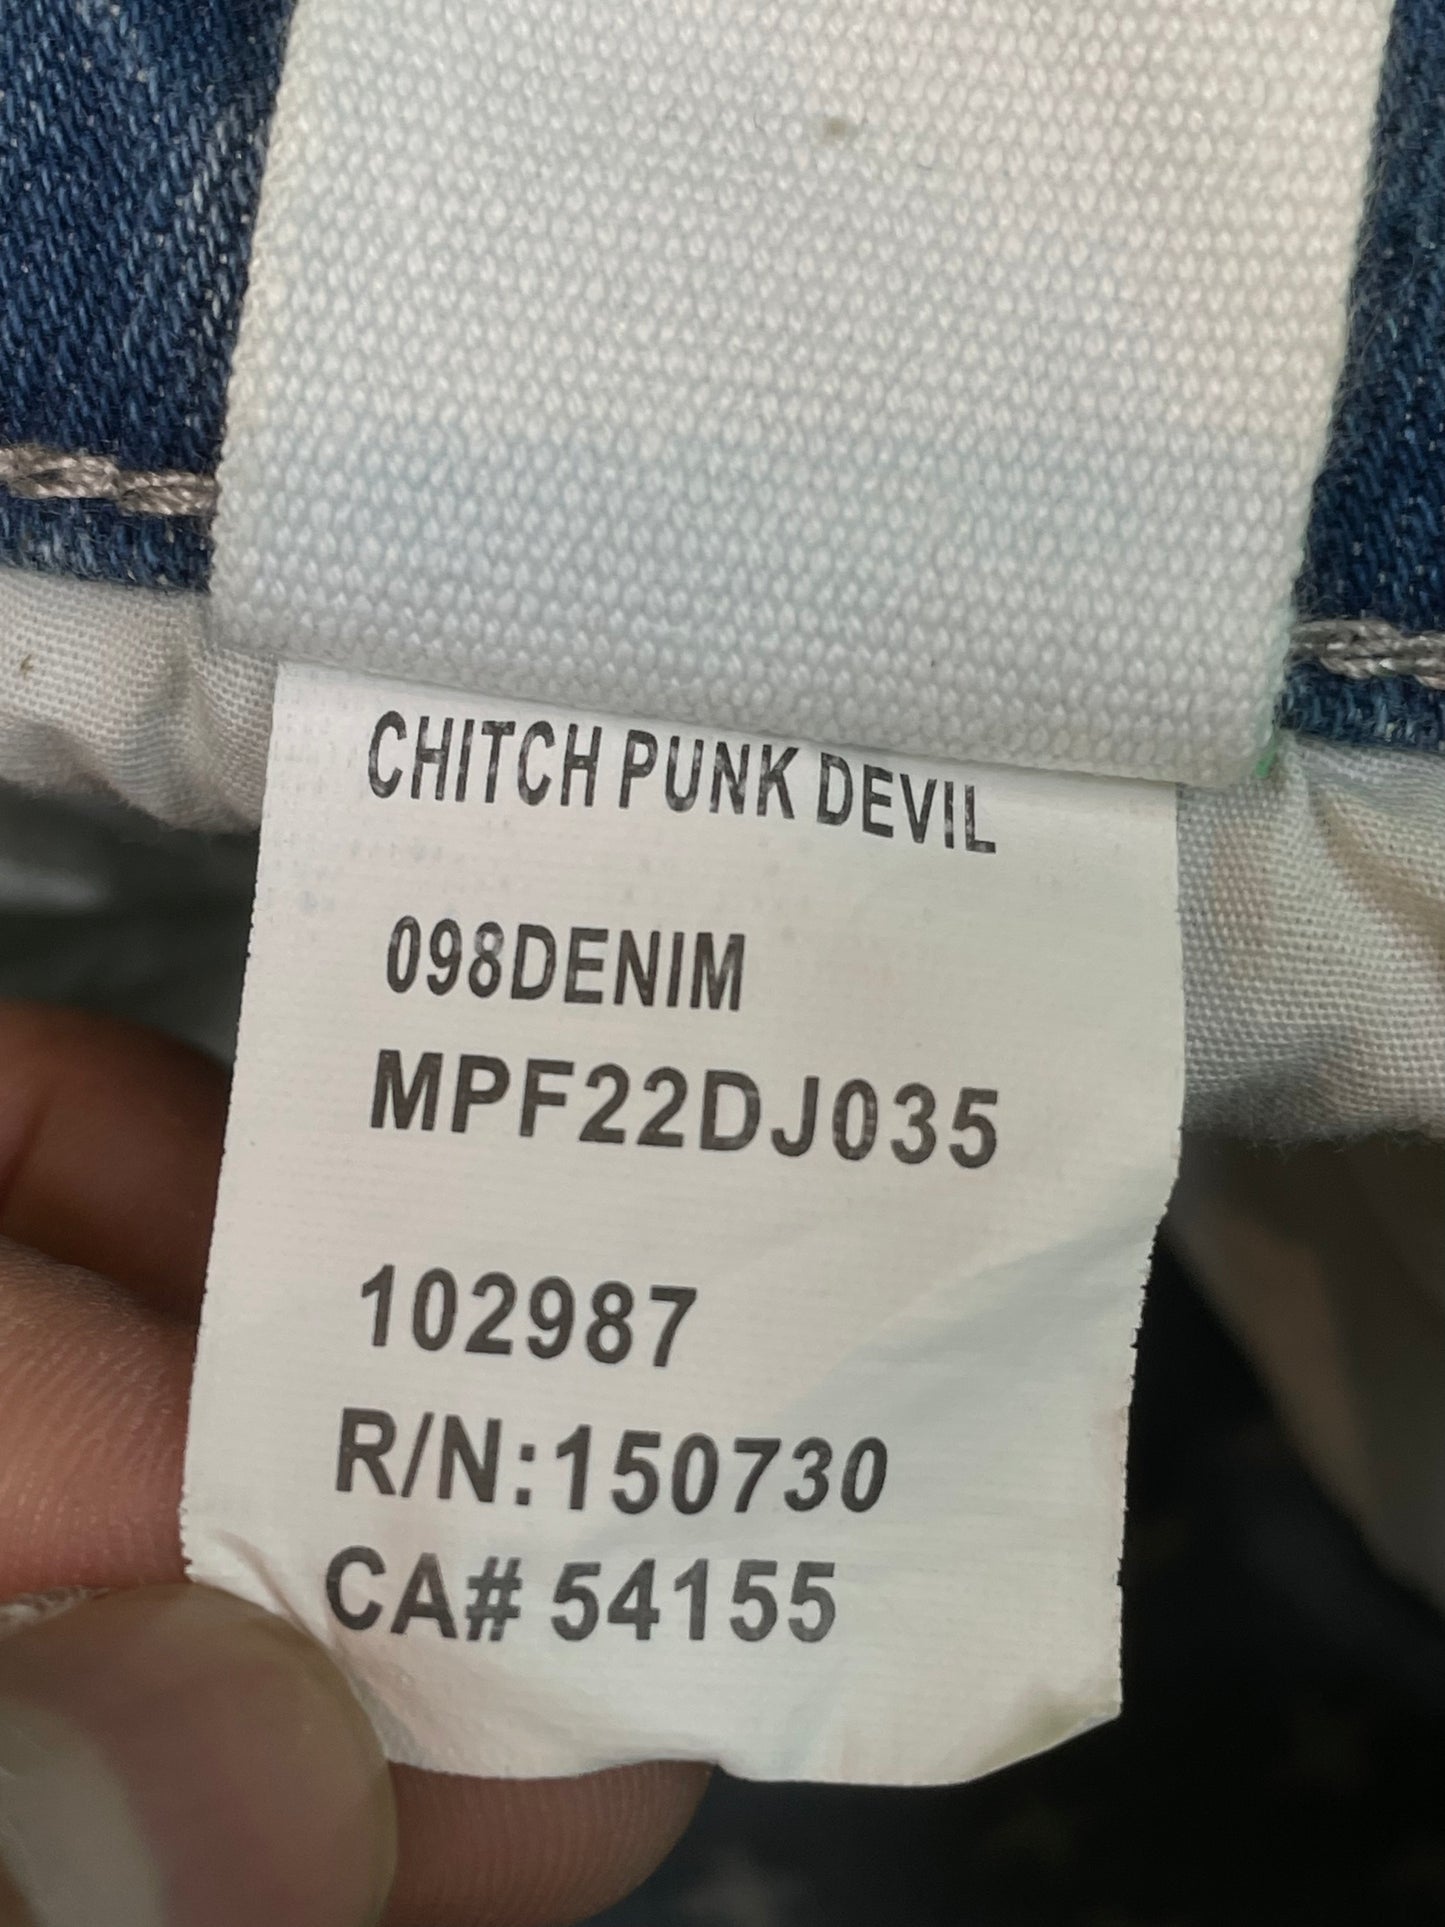 CHITCH PUNK DEVIL
098DENIM
MPF22DJ035
102987
R/N:150730
CA# 54155